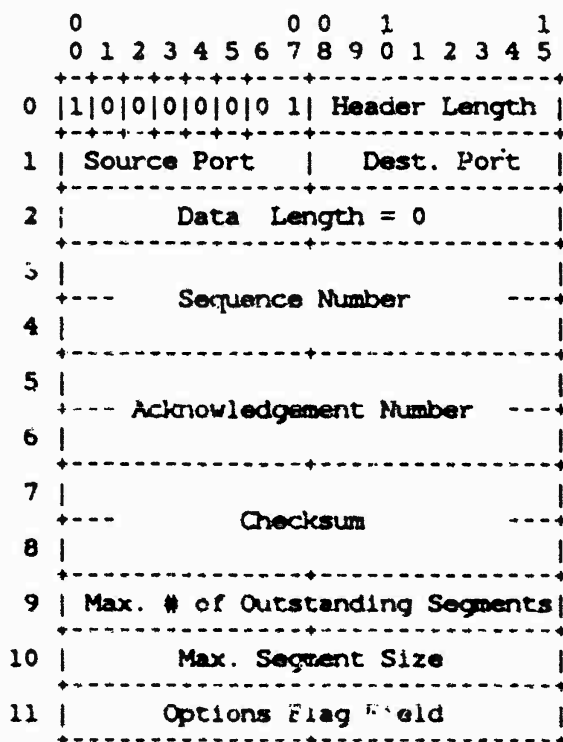 0 0 0 1 1
0 1 2 3 4 5 6 7 8 9 0 1 2 3 4 5
0 |1|0|0|0|0|0|0 1| Header Length |
1 | Source Port | Dest. Port |
2 | Data Length = 0 |
3 |
+--- Sequence Number ---+
4 |
5 |
+--- Acknowledgement Number ---+
6 |
7 |
+--- Checksum ---+
8 |
9 | Max. # of Outstanding Segments|
10 | Max. Segment Size |
11 | Options Flag Field |